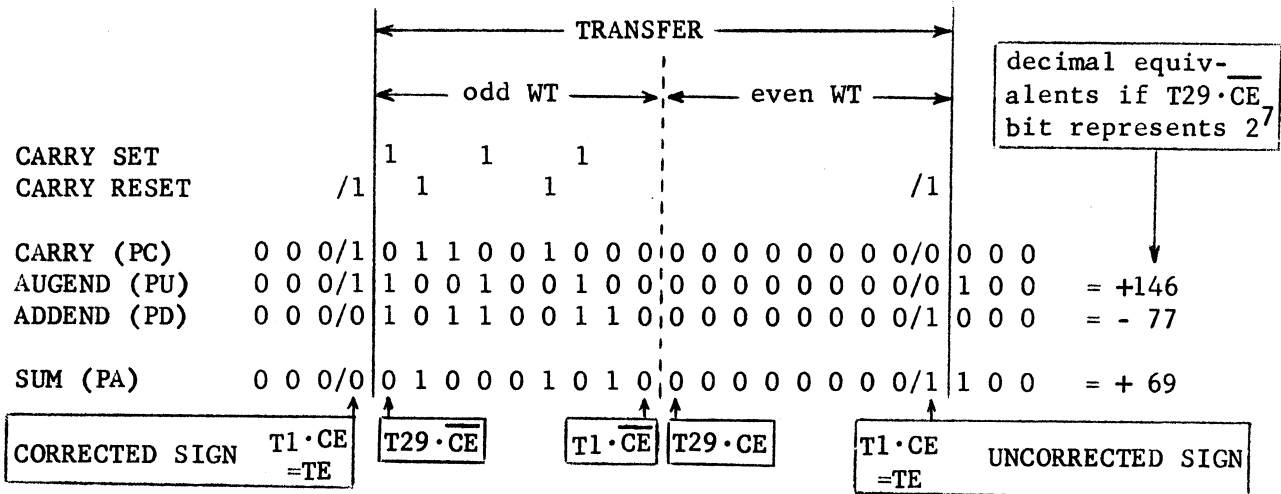 TRANSFER
decimal equiv-
alents if T29·C̅E̅
bit represents 2⁷
odd WT even WT
CARRY SET 1 1 1
CARRY RESET /1 1 1 /1
CARRY (PC) 0 0 0/1 0 1 1 0 0 1 0 0 0 0 0 0 0 0 0 0 0/0 0 0 0
AUGEND (PU) 0 0 0/1 1 0 0 1 0 0 1 0 0 0 0 0 0 0 0 0 0/0 1 0 0 = +146
ADDEND (PD) 0 0 0/0 1 0 1 1 0 0 1 1 0 0 0 0 0 0 0 0 0/1 0 0 0 = - 77
SUM (PA) 0 0 0/0 0 1 0 0 0 1 0 1 0 0 0 0 0 0 0 0 0/1 1 0 0 = + 69
CORRECTED SIGN T1·CE
=TE
T29·C̅E̅
T1·C̅E̅
T29·CE
T1·CE
=TE
UNCORRECTED SIGN